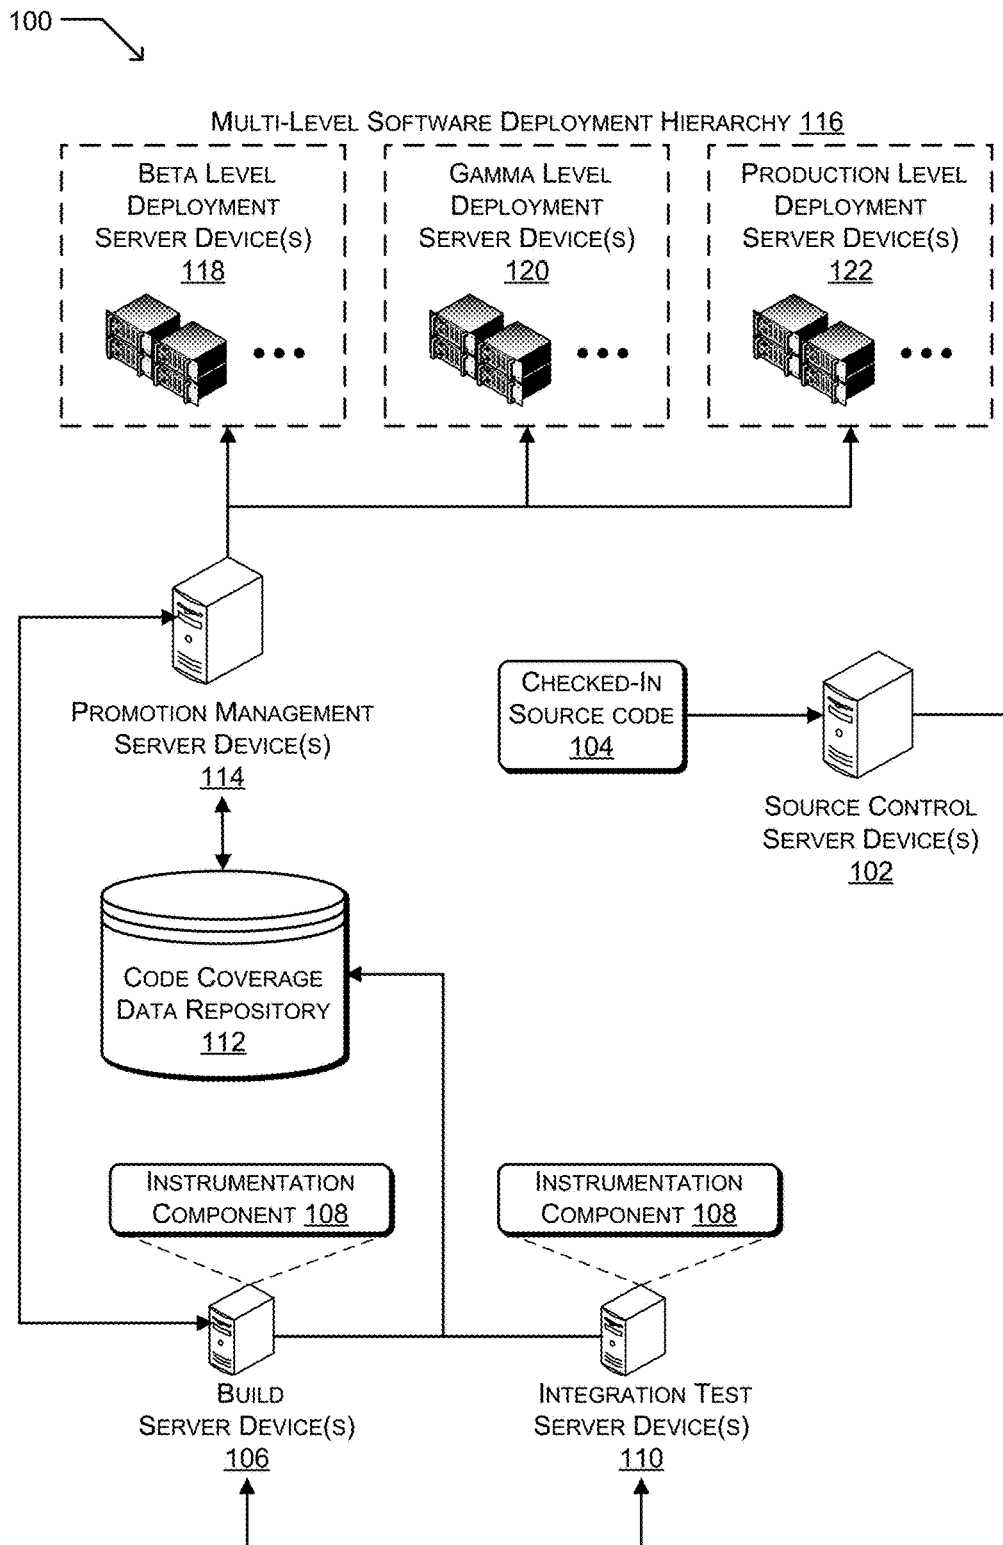 100
MULTI-LEVEL SOFTWARE DEPLOYMENT HIERARCHY 116
BETA LEVEL
DEPLOYMENT
SERVER DEVICE(S)
118
GAMMA LEVEL
DEPLOYMENT
SERVER DEVICE(S)
120
PRODUCTION LEVEL
DEPLOYMENT
SERVER DEVICE(S)
122
PROMOTION MANAGEMENT
SERVER DEVICE(S)
114
CHECKED-IN
SOURCE CODE
104
SOURCE CONTROL
SERVER DEVICE(S)
102
CODE COVERAGE
DATA REPOSITORY
112
INSTRUMENTATION
COMPONENT 108
INSTRUMENTATION
COMPONENT 108
BUILD
SERVER DEVICE(S)
106
INTEGRATION TEST
SERVER DEVICE(S)
110